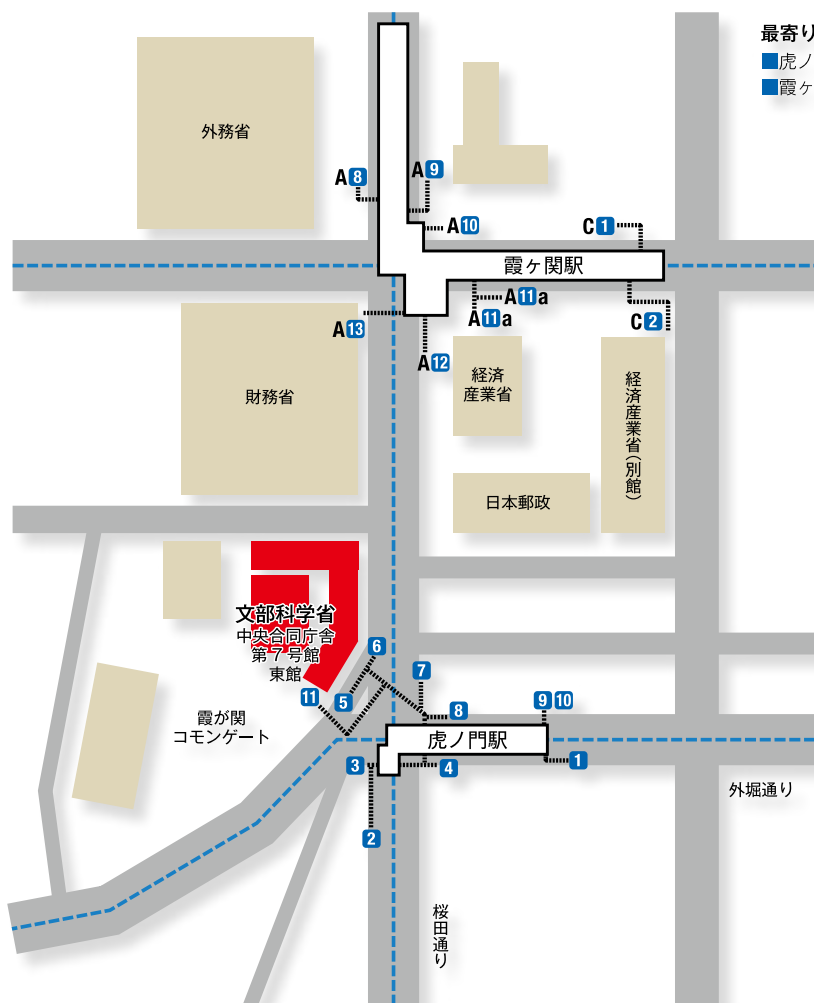 最寄り
虎ノ
霞ケ
外務省
A8
A9
A10
C1
霞ヶ関駅
A11a
A11a
C2
A13
A12
経済
産業省
経済産業省(別館)
財務省
日本郵政
文部科学省
中央合同庁舎
第7号館
東館
6
7
11
5
8
9 10
霞が関
コモンゲート
虎ノ門駅
3
4
1
外堀通り
2
桜田通り